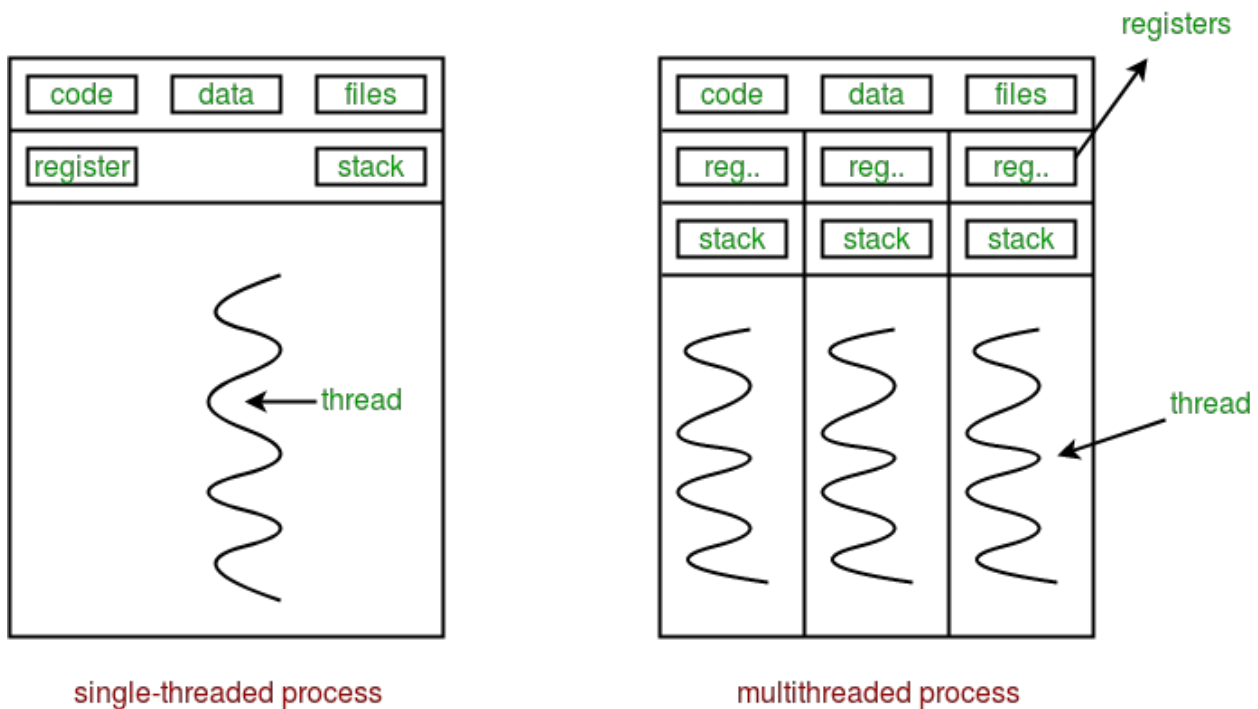 registers
code data files
register stack
thread
single-threaded process
code data files
reg.. reg.. reg..
stack stack stack
thread
multithreaded process